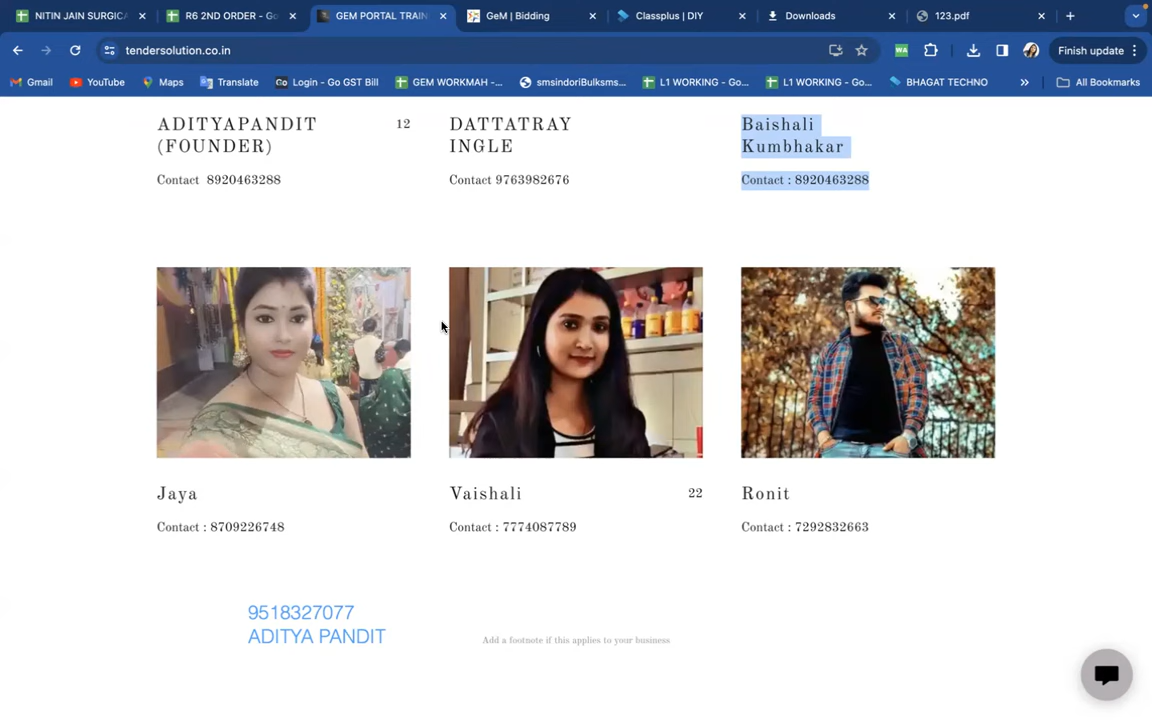 NITIN JAIN SURGICA
R6 2ND ORDER - Go
GEM PORTAL TRAIN
GeM | Bidding
Classplus | DIY
Downloads
123.pdf
tendersolution.co.in
Finish update
Gmail
YouTube
Maps
Translate
Login - Go GST Bill
GEM WORKMAH -...
smsindoriBulksms...
L1 WORKING - Go...
L1 WORKING - Go...
BHAGAT TECHNO
»
All Bookmarks
WA
ADITYAPANDIT
(FOUNDER)
12
Contact 8920463288
DATTATRAY
INGLE
Contact 9763982676
Baishali
Kumbhakar
Contact : 8920463288
Jaya
Contact : 8709226748
Vaishali
22
Contact : 7774087789
Ronit
Contact : 7292832663
9518327077
ADITYA PANDIT
Add a footnote if this applies to your business